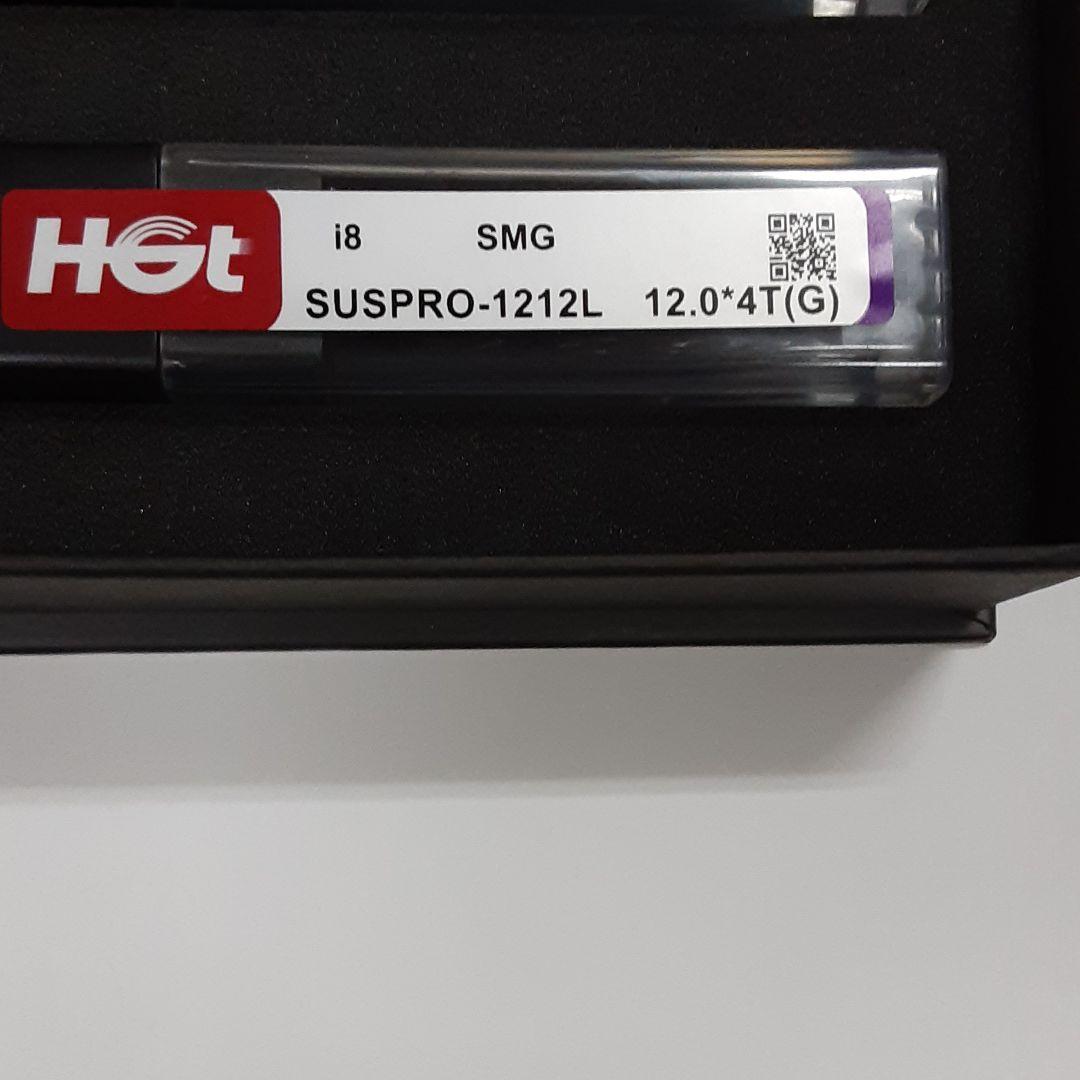 HGt
i8 SMG
SUSPRO-1212L 12.0*4T(G)